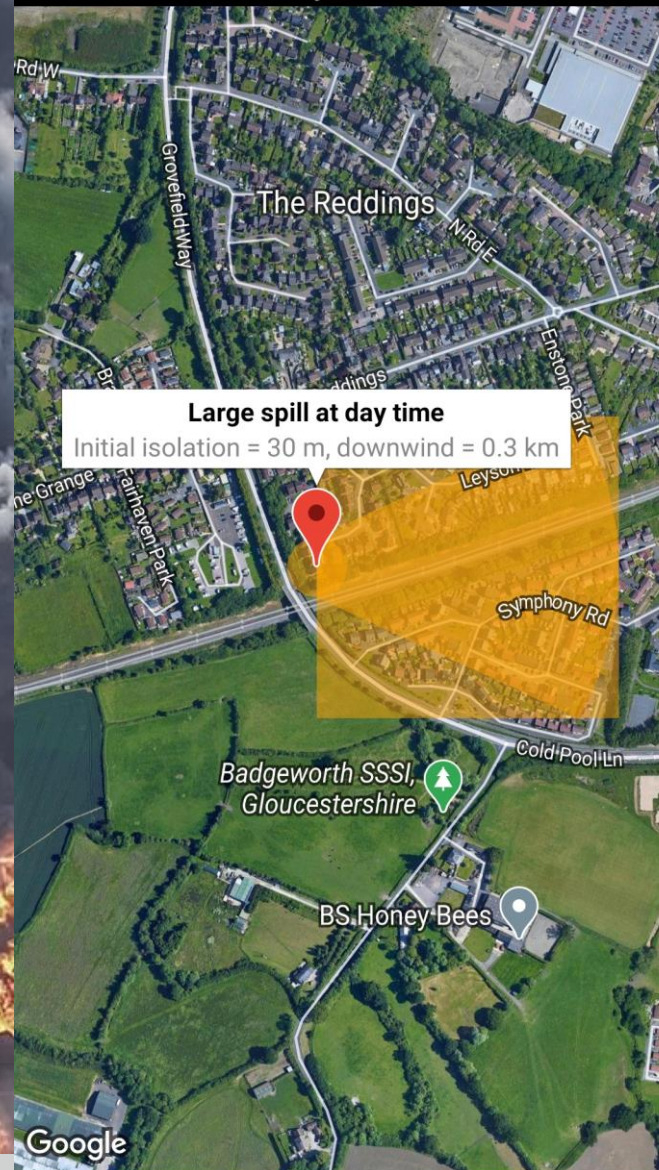 Rd W
Grovefield Way
The Reddings
N Rd E
Enstone Park
ddings
Large spill at day time
Initial isolation = 30 m, downwind = 0.3 km
ne Grange
Fairhaven Park
Symphony Rd
Cold Pool Ln
Badgeworth SSSI,
Gloucestershire
BS Honey Bees
Google